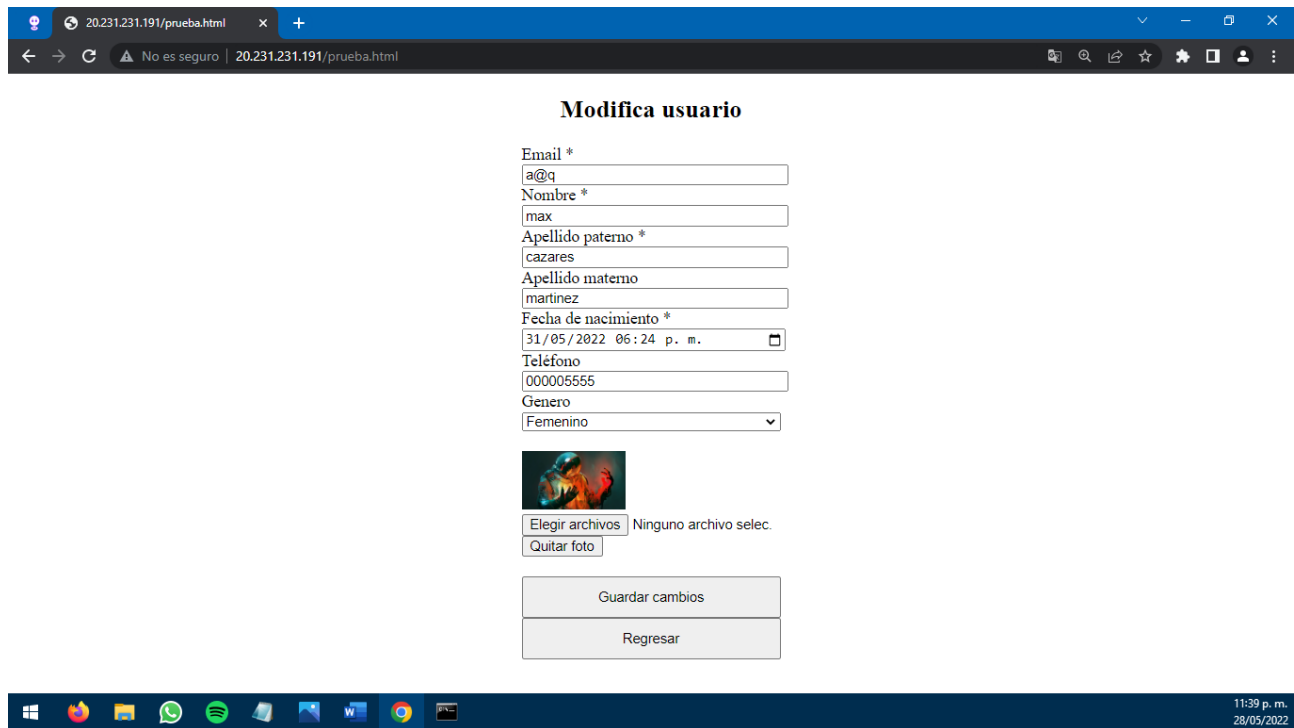 20.231.231.191/prueba.html
No es seguro | 20.231.231.191/prueba.html
Modifica usuario
Email *
a@q
Nombre *
max
Apellido paterno *
cazares
Apellido materno
martinez
Fecha de nacimiento *
31/05/2022 06:24 p. m.
Teléfono
000005555
Genero
Femenino
Elegir archivos Ninguno archivo selec.
Quitar foto
Guardar cambios
Regresar
11:39 p. m.
28/05/2022